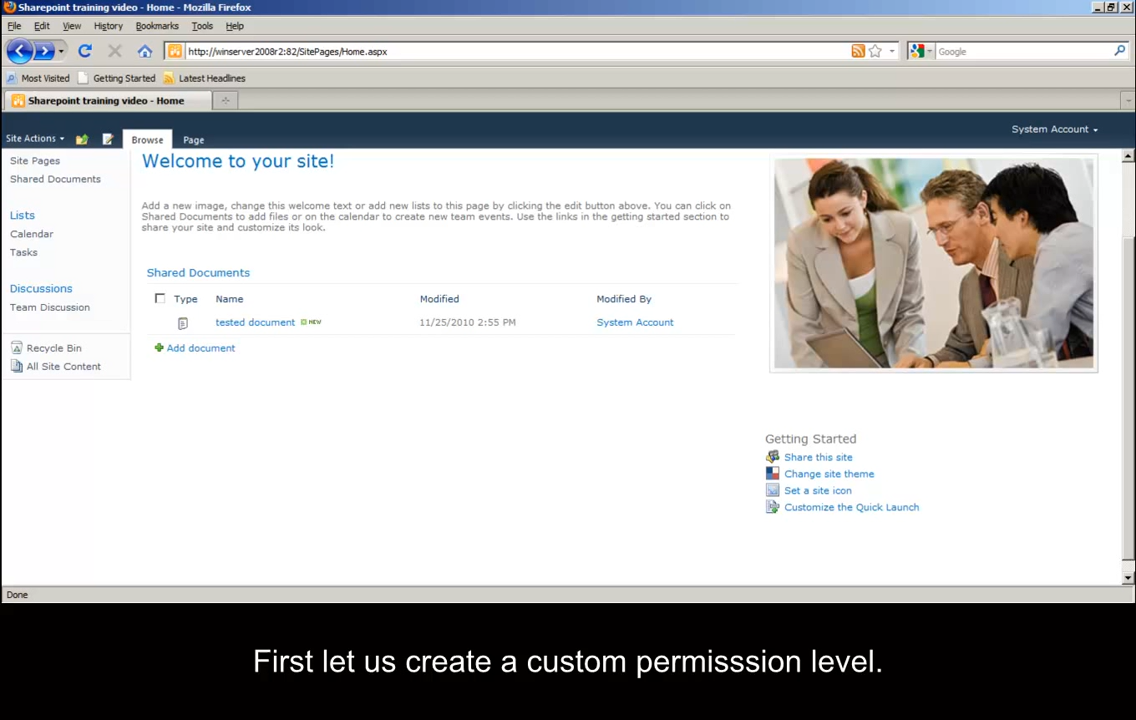 Sharepoint training video - Home - Mozilla Firefox
File Edit View History Bookmarks Tools Help
http://winserver2008r2:82/SitePages/Home.aspx
Google
Most Visited Getting Started Latest Headlines
Sharepoint training video - Home
Site Actions Browse Page System Account
Site Pages
Shared Documents
Lists
Calendar
Tasks
Discussions
Team Discussion
Recycle Bin
All Site Content
Welcome to your site!
Add a new image, change this welcome text or add new lists to this page by clicking the edit button above. You can click on
Shared Documents to add files or on the calendar to create new team events. Use the links in the getting started section to
share your site and customize its look.
Shared Documents
Type Name Modified Modified By
tested document NEW 11/25/2010 2:55 PM System Account
Add document
Getting Started
Share this site
Change site theme
Set a site icon
Customize the Quick Launch
Done
First let us create a custom permisssion level.